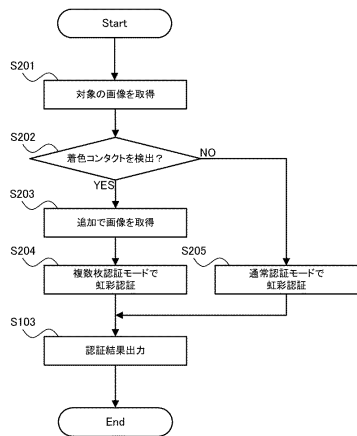 Start
S201
対象の画像を取得
S202
着色コンタクトを検出？
NO
YES
S203
追加で画像を取得
S204
複数枚認証モードで
虹彩認証
S205
通常認証モードで
虹彩認証
S103
認証結果出力
End